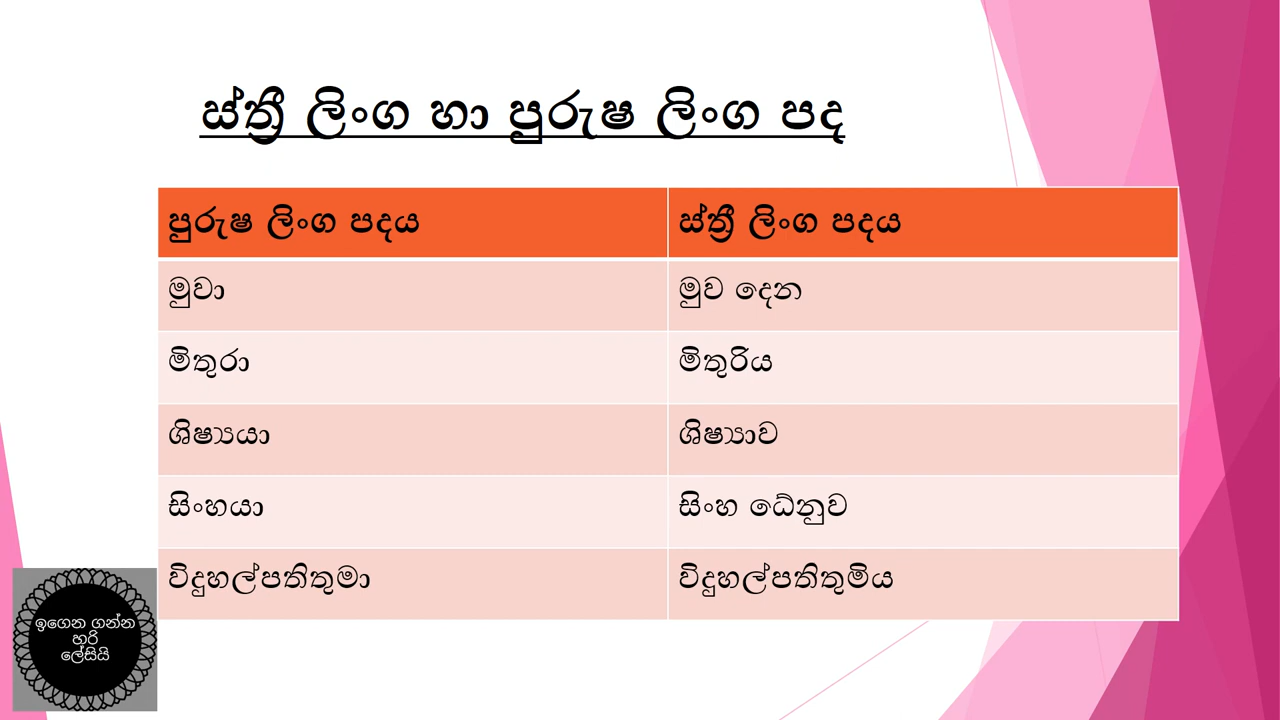 ස්ත්‍රී ලිංග හා පුරුෂ ලිංග පද
පුරුෂ ලිංග පදය ස්ත්‍රී ලිංග පදය
මුවා මුව දෙන
මිතුරා මිතුරිය
ශිෂ්‍යයා ශිෂ්‍යාව
සිංහයා සිංහ ධේනුව
විදුහල්පතිතුමා විදුහල්පතිතුමිය
ඉගෙන ගන්න
හරි
ලේසියි